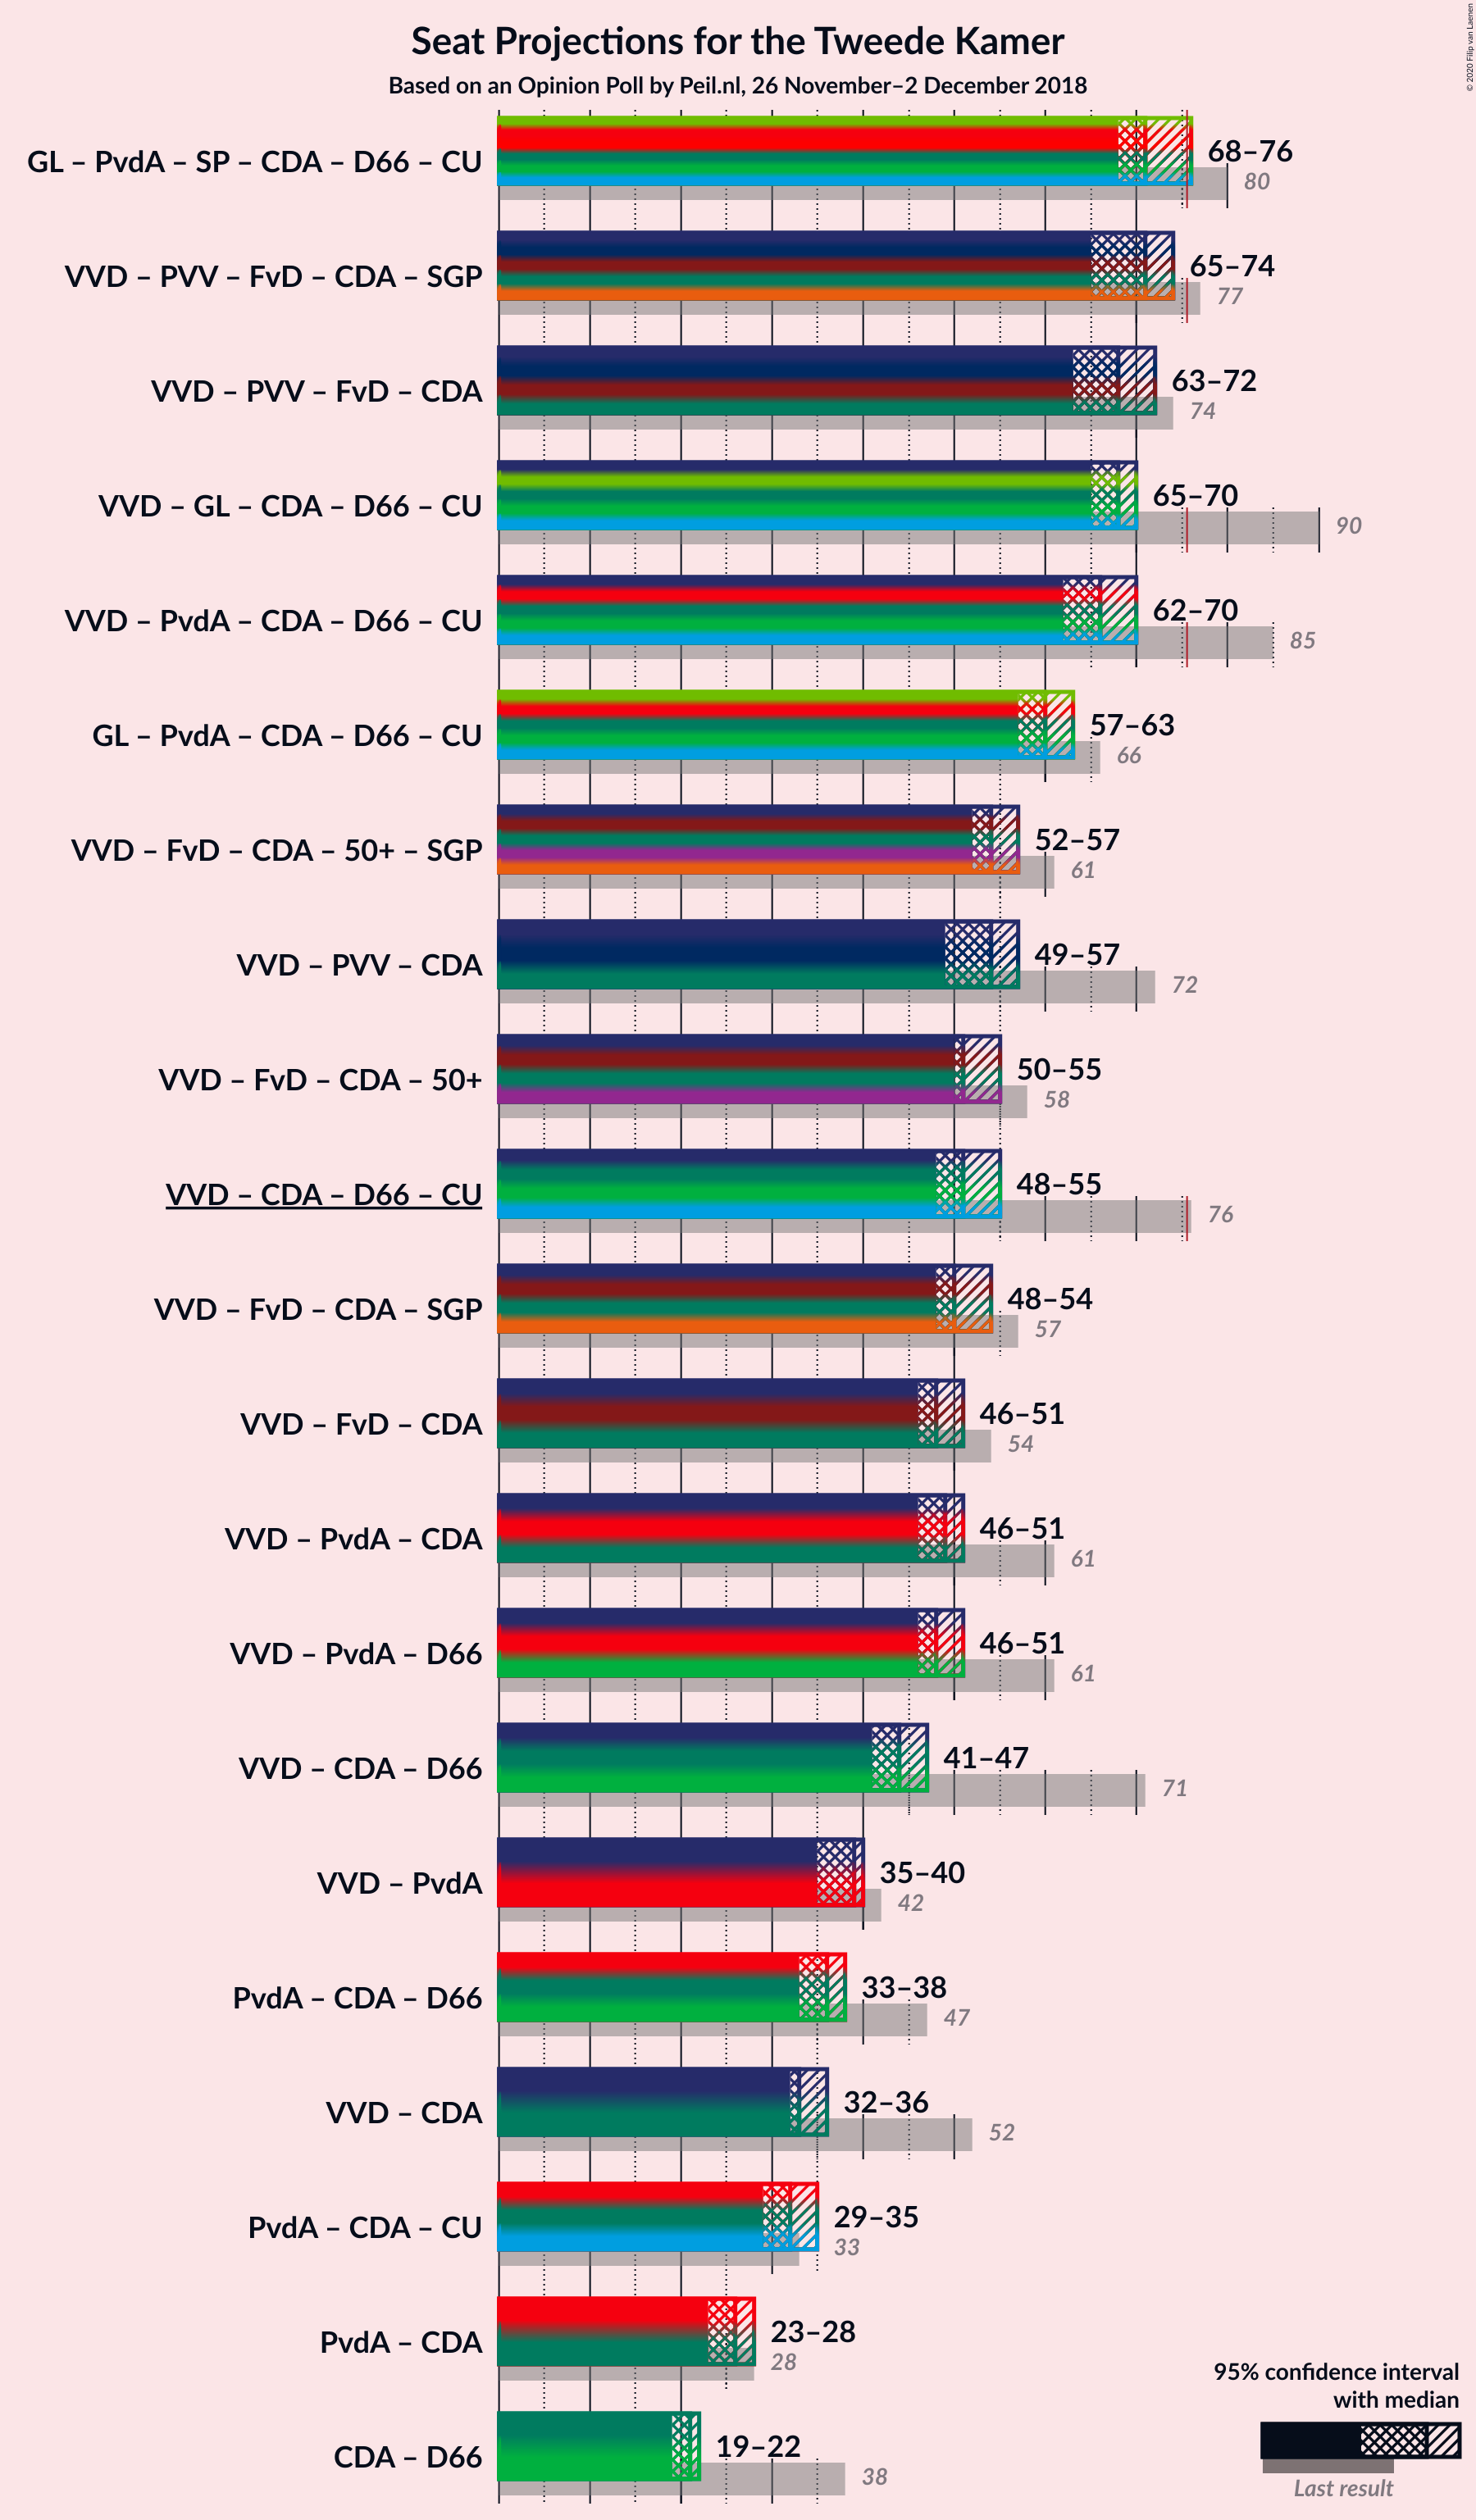 © 2020 Filip van Laenen
Seat Projections for the Tweede Kamer
Based on an Opinion Poll by Peil.nl, 26 November–2 December 2018
GL – PvdA – SP – CDA – D66 – CU
68–76
80
VVD – PVV – FvD – CDA – SGP
65–74
77
VVD – PVV – FvD – CDA
63–72
74
VVD – GL – CDA – D66 – CU
65–70
90
VVD – PvdA – CDA – D66 – CU
62–70
85
GL – PvdA – CDA – D66 – CU
57–63
66
VVD – FvD – CDA – 50+ – SGP
52–57
61
VVD – PVV – CDA
49–57
72
VVD – FvD – CDA – 50+
50–55
58
VVD – CDA – D66 – CU
48–55
76
VVD – FvD – CDA – SGP
48–54
57
VVD – FvD – CDA
46–51
54
VVD – PvdA – CDA
46–51
61
VVD – PvdA – D66
46–51
61
VVD – CDA – D66
41–47
71
VVD – PvdA
35–40
42
PvdA – CDA – D66
33–38
47
VVD – CDA
32–36
52
PvdA – CDA – CU
29–35
33
PvdA – CDA
23–28
28
CDA – D66
19–22
38
95% confidence interval
with median
Last result